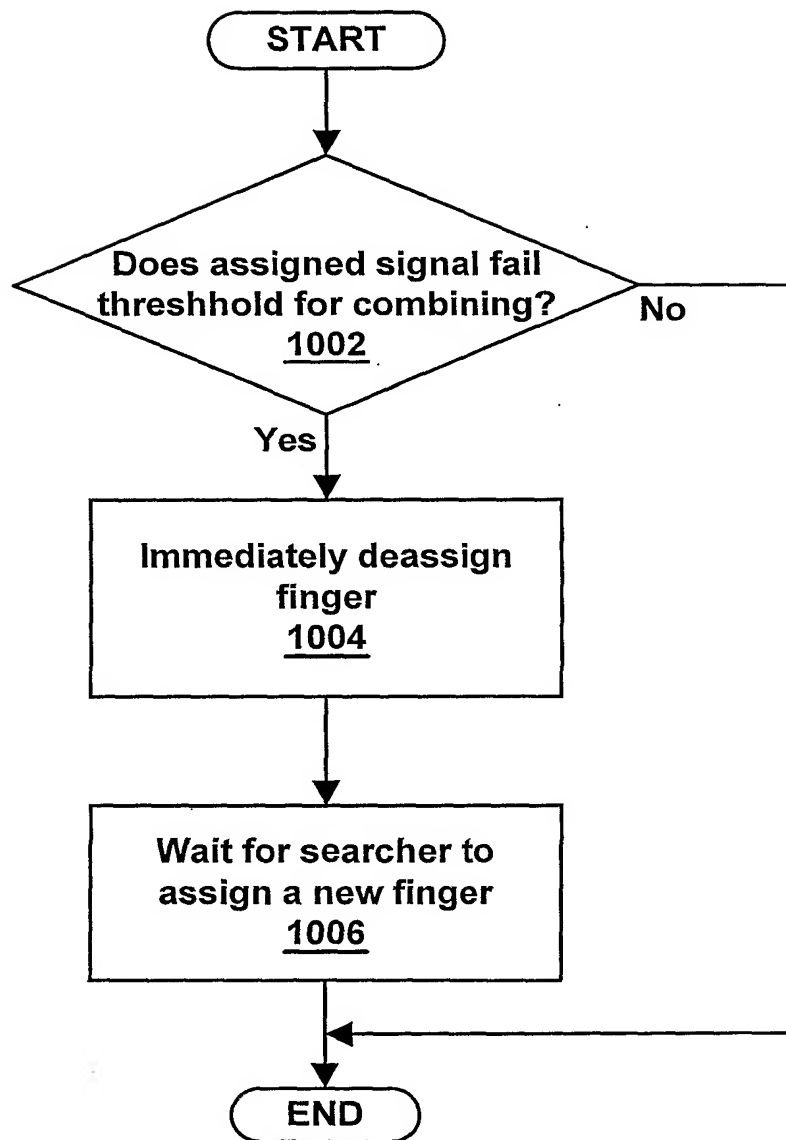 START
Does assigned signal fail
threshhold for combining?
1002
No
Yes
Immediately deassign
finger
1004
Wait for searcher to
assign a new finger
1006
END